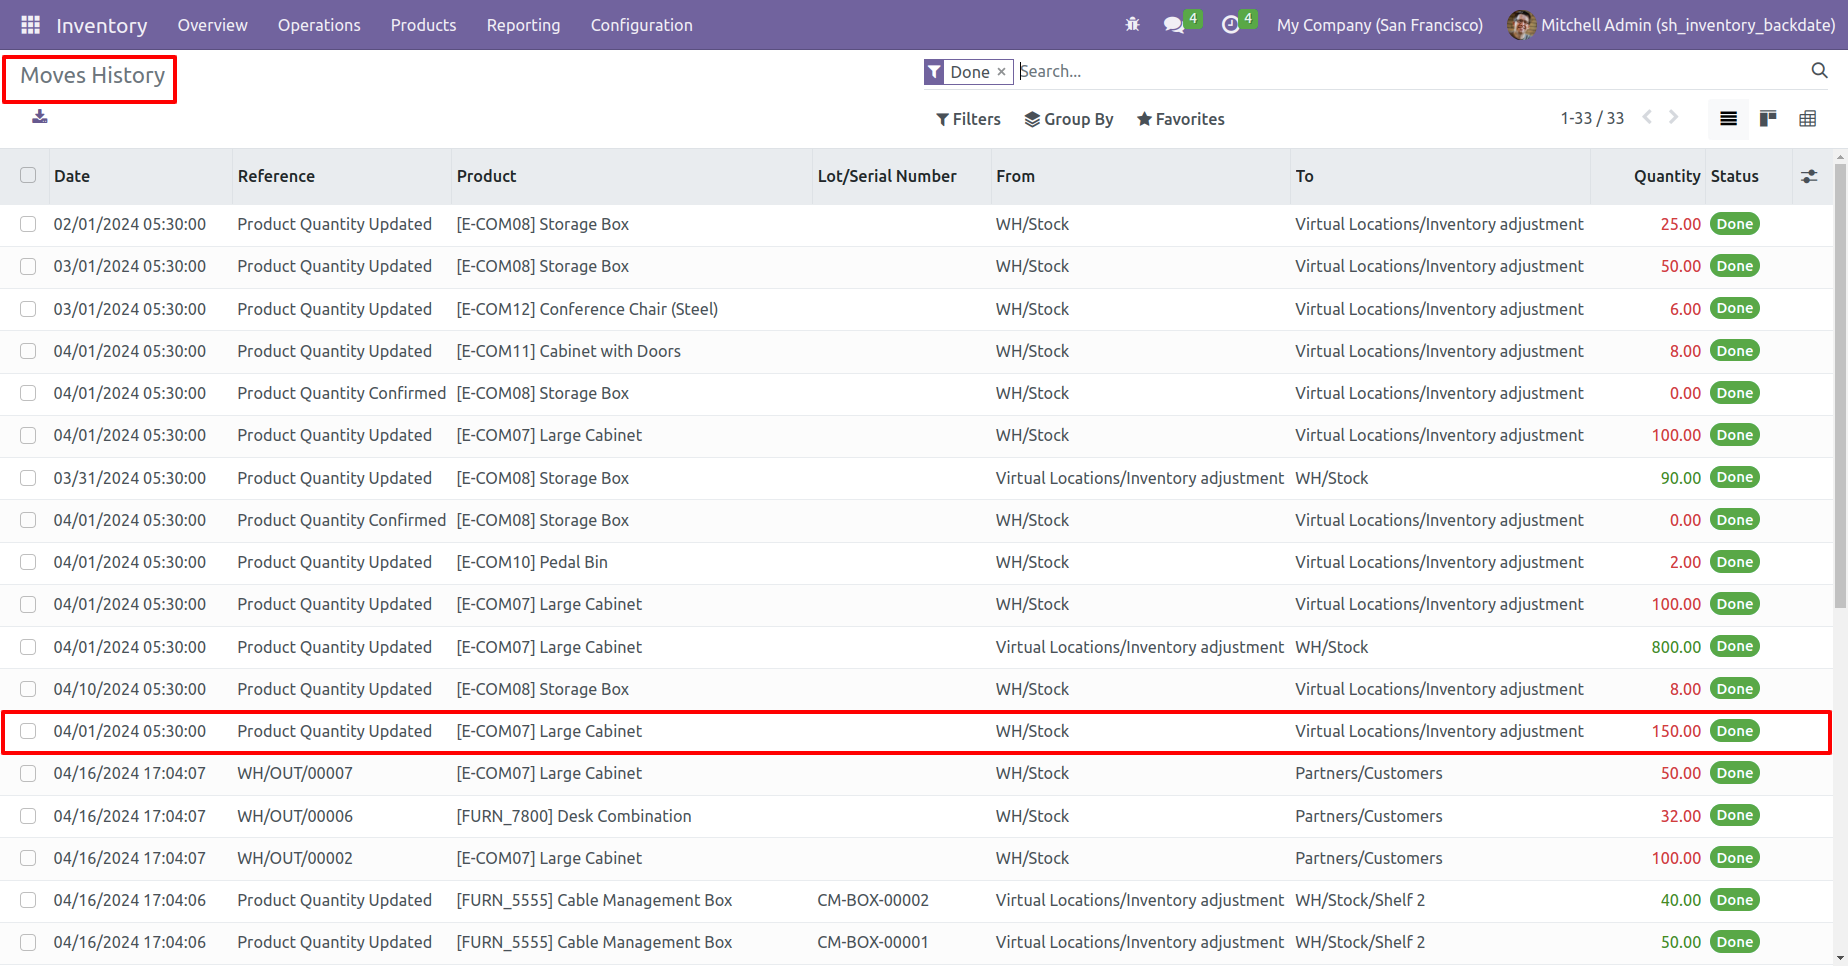 Inventory Overview Operations Products Reporting Configuration 4 4 My Company (San Francisco) Mitchell Admin (sh_inventory_backdate)
Moves History Done × Search...
Filters Group By Favorites 1-33 / 33
Date Reference Product Lot/Serial Number From To Quantity Status
02/01/2024 05:30:00 Product Quantity Updated [E-COM08] Storage Box WH/Stock Virtual Locations/Inventory adjustment 25.00 Done
03/01/2024 05:30:00 Product Quantity Updated [E-COM08] Storage Box WH/Stock Virtual Locations/Inventory adjustment 50.00 Done
03/01/2024 05:30:00 Product Quantity Updated [E-COM12] Conference Chair (Steel) WH/Stock Virtual Locations/Inventory adjustment 6.00 Done
04/01/2024 05:30:00 Product Quantity Updated [E-COM11] Cabinet with Doors WH/Stock Virtual Locations/Inventory adjustment 8.00 Done
04/01/2024 05:30:00 Product Quantity Confirmed [E-COM08] Storage Box WH/Stock Virtual Locations/Inventory adjustment 0.00 Done
04/01/2024 05:30:00 Product Quantity Updated [E-COM07] Large Cabinet WH/Stock Virtual Locations/Inventory adjustment 100.00 Done
03/31/2024 05:30:00 Product Quantity Updated [E-COM08] Storage Box Virtual Locations/Inventory adjustment WH/Stock 90.00 Done
04/01/2024 05:30:00 Product Quantity Confirmed [E-COM08] Storage Box WH/Stock Virtual Locations/Inventory adjustment 0.00 Done
04/01/2024 05:30:00 Product Quantity Updated [E-COM10] Pedal Bin WH/Stock Virtual Locations/Inventory adjustment 2.00 Done
04/01/2024 05:30:00 Product Quantity Updated [E-COM07] Large Cabinet WH/Stock Virtual Locations/Inventory adjustment 100.00 Done
04/01/2024 05:30:00 Product Quantity Updated [E-COM07] Large Cabinet Virtual Locations/Inventory adjustment WH/Stock 800.00 Done
04/10/2024 05:30:00 Product Quantity Updated [E-COM08] Storage Box WH/Stock Virtual Locations/Inventory adjustment 8.00 Done
04/01/2024 05:30:00 Product Quantity Updated [E-COM07] Large Cabinet WH/Stock Virtual Locations/Inventory adjustment 150.00 Done
04/16/2024 17:04:07 WH/OUT/00007 [E-COM07] Large Cabinet WH/Stock Partners/Customers 50.00 Done
04/16/2024 17:04:07 WH/OUT/00006 [FURN_7800] Desk Combination WH/Stock Partners/Customers 32.00 Done
04/16/2024 17:04:07 WH/OUT/00002 [E-COM07] Large Cabinet WH/Stock Partners/Customers 100.00 Done
04/16/2024 17:04:06 Product Quantity Updated [FURN_5555] Cable Management Box CM-BOX-00002 Virtual Locations/Inventory adjustment WH/Stock/Shelf 2 40.00 Done
04/16/2024 17:04:06 Product Quantity Updated [FURN_5555] Cable Management Box CM-BOX-00001 Virtual Locations/Inventory adjustment WH/Stock/Shelf 2 50.00 Done